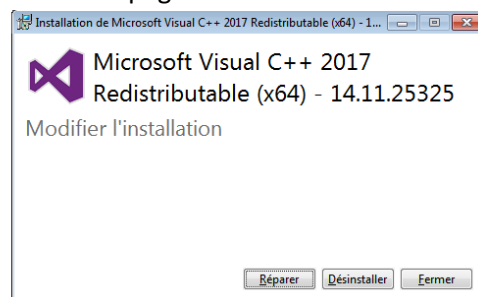 Installation de Microsoft Visual C++ 2017 Redistributable (x64) - 1...
Microsoft Visual C++ 2017
Redistributable (x64) - 14.11.25325
Modifier l'installation
Réparer Désinstaller Fermer